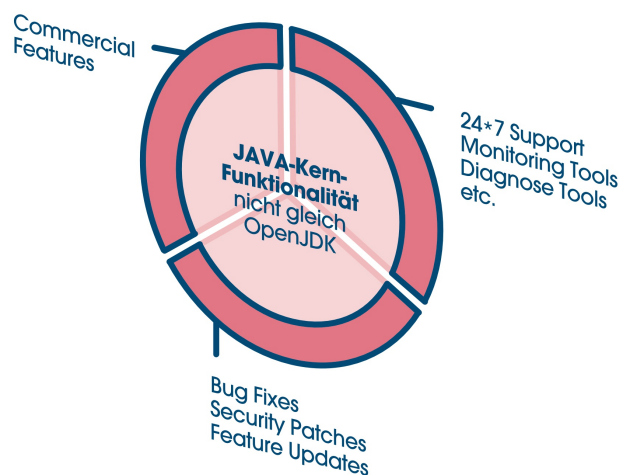 Commercial
Features
24*7 Support
Monitoring Tools
Diagnose Tools
etc.
JAVA-Kern-
Funktionalität
nicht gleich
OpenJDK
Bug Fixes
Security Patches
Feature Updates